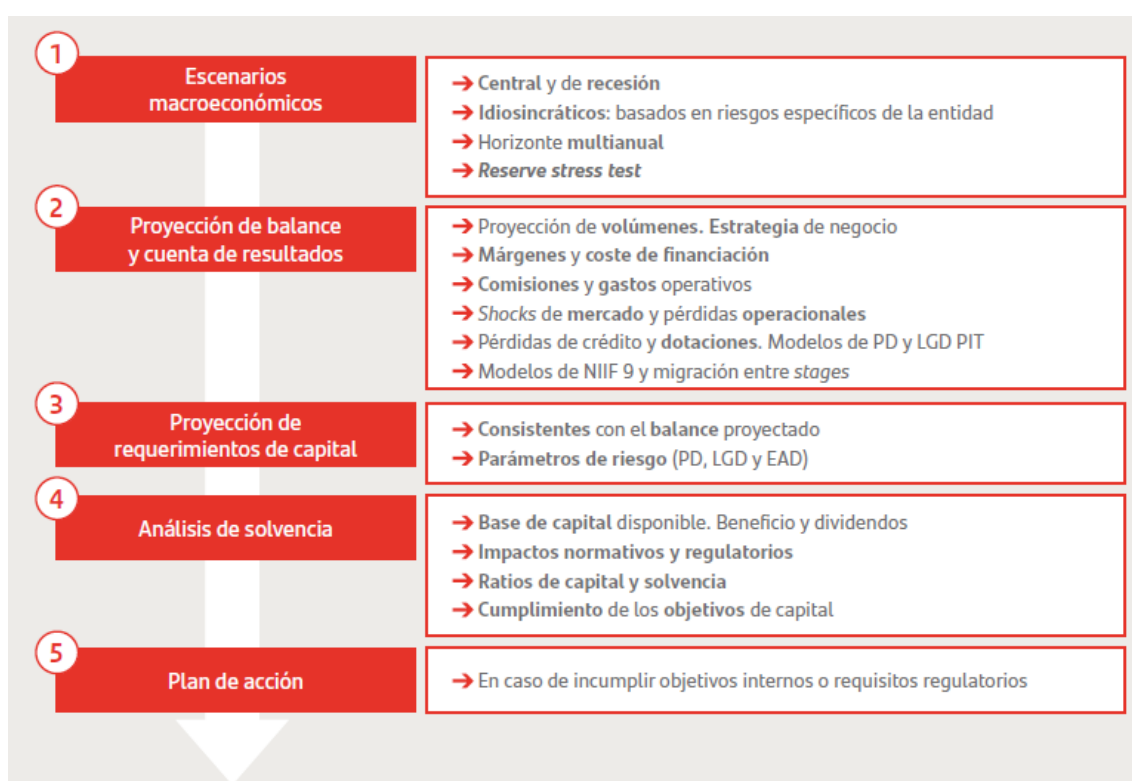 1
Escenarios
macroeconómicos
→ Central y de recesión
→ Idiosincráticos: basados en riesgos específicos de la entidad
→ Horizonte multianual
→ Reserve stress test
2
Proyección de balance
y cuenta de resultados
→ Proyección de volúmenes. Estrategia de negocio
→ Márgenes y coste de financiación
→ Comisiones y gastos operativos
→ Shocks de mercado y pérdidas operacionales
→ Pérdidas de crédito y dotaciones. Modelos de PD y LGD PIT
→ Modelos de NIIF 9 y migración entre stages
3
Proyección de
requerimientos de capital
→ Consistentes con el balance proyectado
→ Parámetros de riesgo (PD, LGD y EAD)
4
Análisis de solvencia
→ Base de capital disponible. Beneficio y dividendos
→ Impactos normativos y regulatorios
→ Ratios de capital y solvencia
→ Cumplimiento de los objetivos de capital
5
Plan de acción
→ En caso de incumplir objetivos internos o requisitos regulatorios